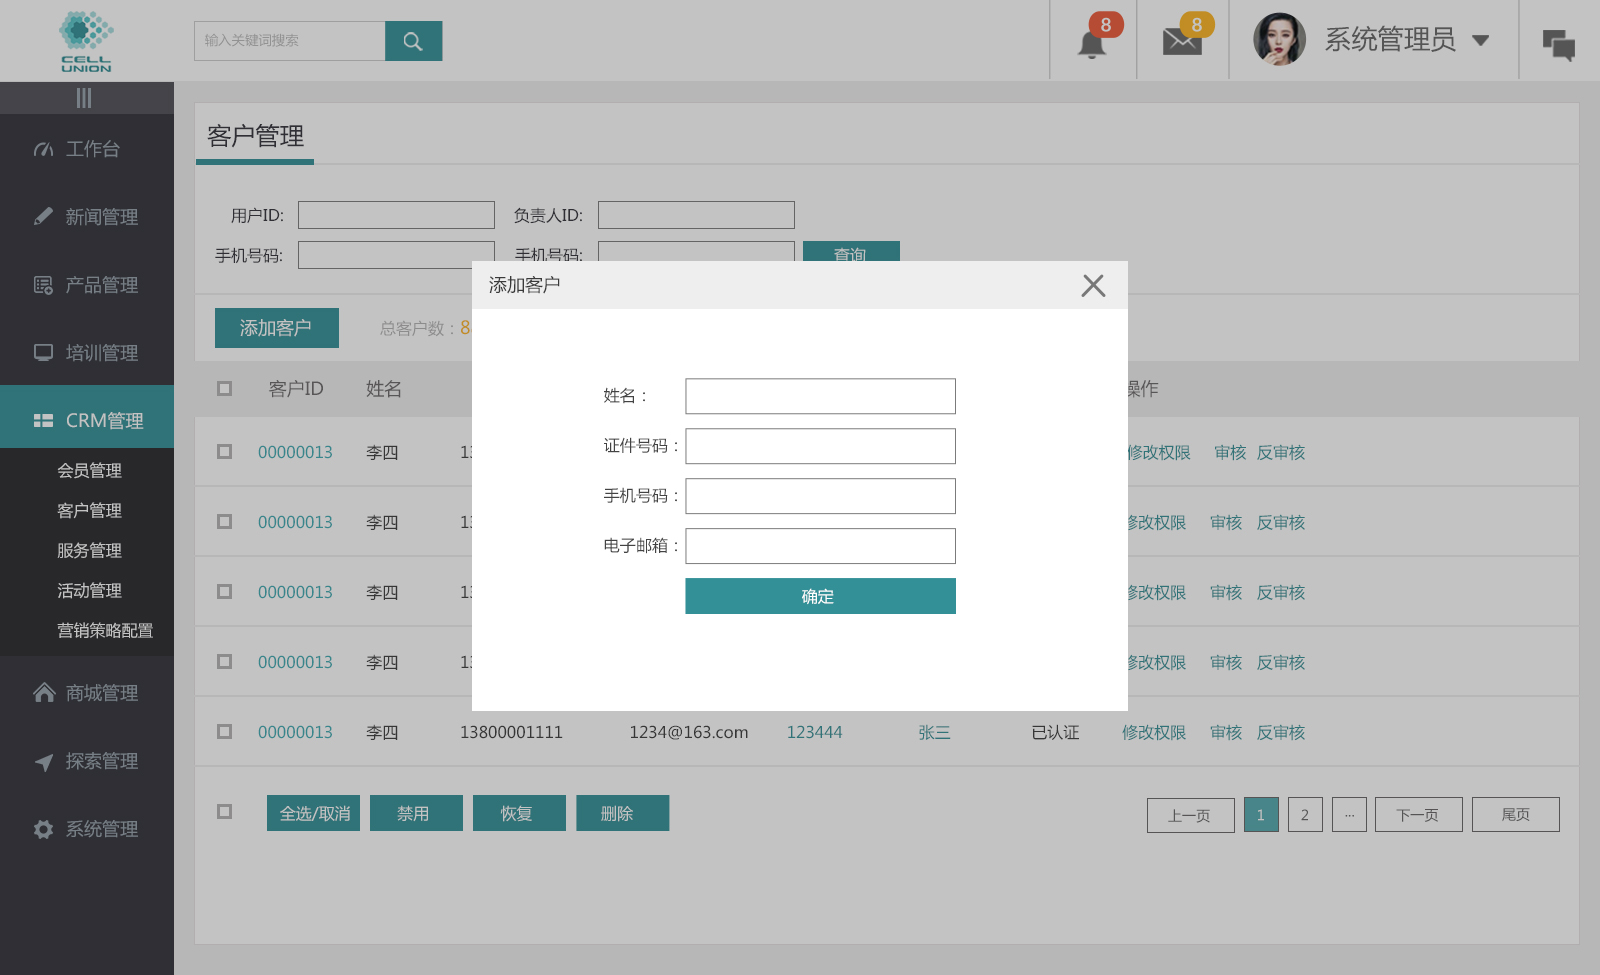 CELL
UNION
输入关键词搜索
8
8
系统管理员
工作台
新闻管理
产品管理
培训管理
CRM管理
会员管理
客户管理
服务管理
活动管理
营销策略配置
商城管理
探索管理
系统管理
客户管理
用户ID:
负责人ID:
手机号码:
手机号码:
查询
添加客户
总客户数：8
客户ID 姓名 操作
00000013 李四 13 修改权限 审核 反审核
00000013 李四 13 修改权限 审核 反审核
00000013 李四 13 修改权限 审核 反审核
00000013 李四 13 修改权限 审核 反审核
00000013 李四 13800001111 1234@163.com 123444 张三 已认证 修改权限 审核 反审核
全选/取消 禁用 恢复 删除
上一页 1 2 ... 下一页 尾页
添加客户
姓名：
证件号码：
手机号码：
电子邮箱：
确定